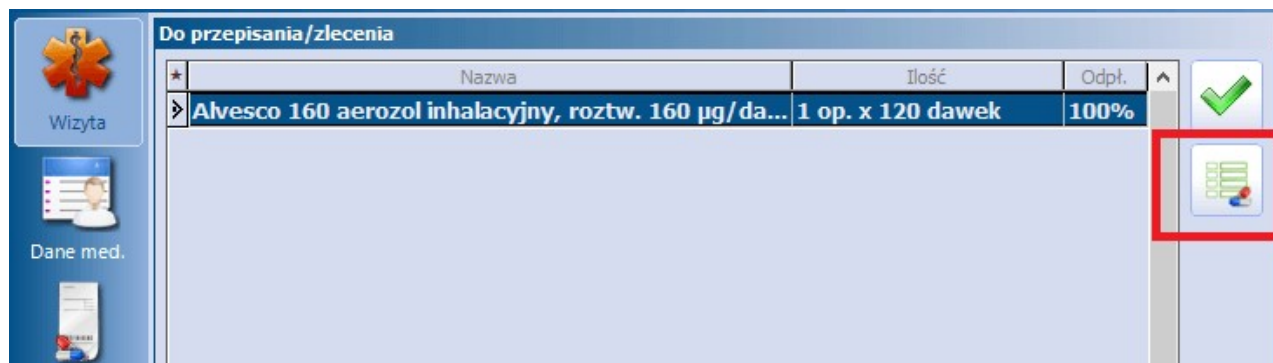 Do przepisania/zlecenia
Nazwa Ilość Odpł.
Alvesco 160 aerozol inhalacyjny, roztw. 160 µg/da... 1 op. x 120 dawek 100%
Wizyta
Dane med.